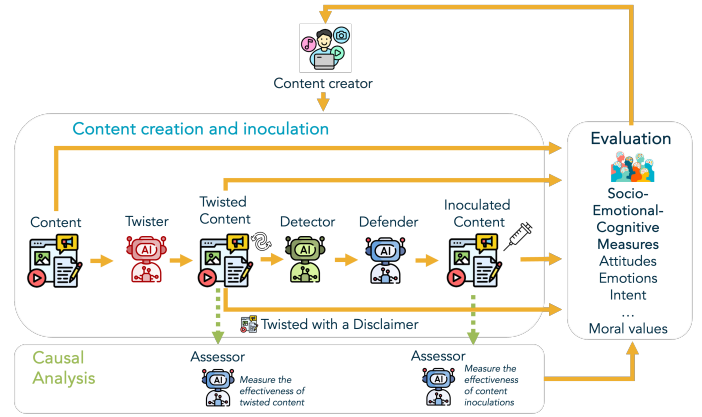 Content creator
Content creation and inoculation
Evaluation
Socio-
Emotional-
Cognitive
Measures
Attitudes
Emotions
Intent
...
Moral values
Content
Twister
AI
Twisted
Content
Detector
AI
Defender
AI
Inoculated
Content
Twisted with a Disclaimer
Causal
Analysis
Assessor
AI
Measure the
effectiveness of
twisted content
Assessor
AI
Measure the
effectiveness
of content
inoculations